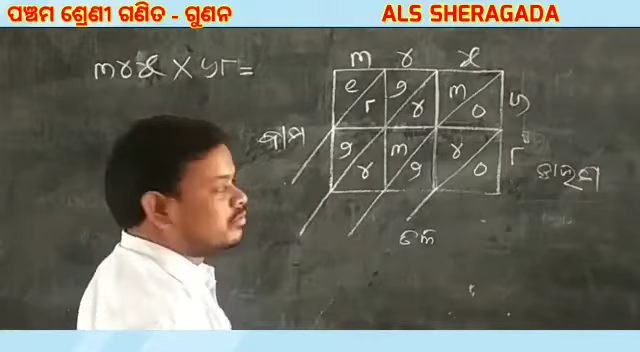 ପଞ୍ଚମ ଶ୍ରେଣୀ ଗଣିତ - ଗୁଣନ
ALS SHERAGADA
୩୪୫ × ୬୮ =
୩ ୪ ୫
୧ ୮ ୨ ୪ ୩ ୦ ୬
ବାମ
୨ ୪ ୩ ୨ ୪ ୦ ୮
ତଳ